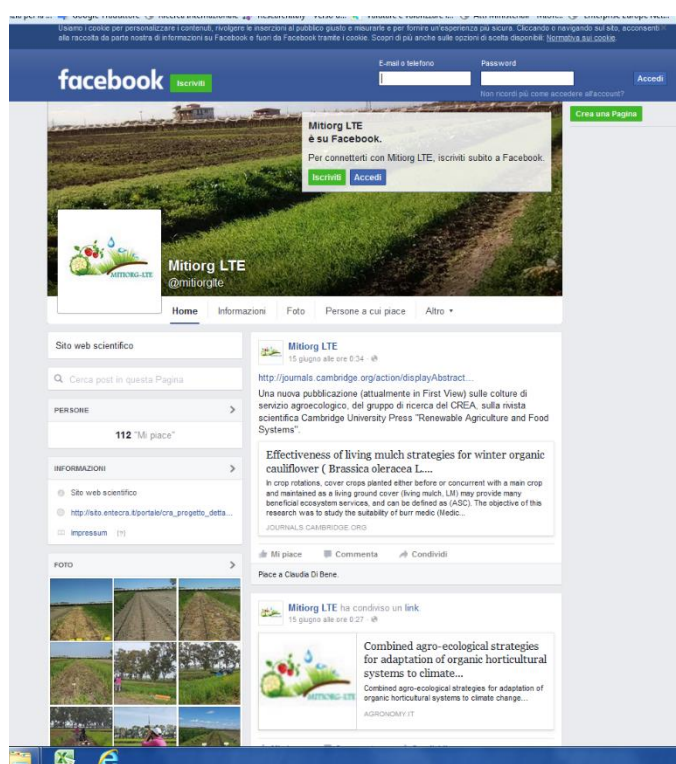 Usiamo i cookie per personalizzare i contenuti, rivolgere le inserzioni al pubblico giusto e misurarle e per fornire un'esperienza più sicura. Cliccando o navigando sul sito, acconsenti
alla raccolta da parte nostra di informazioni su Facebook e fuori da Facebook tramite i cookie. Scopri di più anche sulle opzioni di scelta disponibili: Normativa sui cookie.
facebook Iscriviti
E-mail o telefono Password
Accedi
Non ricordi più come accedere all'account?
Crea una Pagina
Mitiorg LTE
è su Facebook.
Per connetterti con Mitiorg LTE, iscriviti subito a Facebook.
Iscriviti Accedi
MITIORG-LTE
Mitiorg LTE
@mitiorglte
Home Informazioni Foto Persone a cui piace Altro
Sito web scientifico
Cerca post in questa Pagina
PERSONE
112 "Mi piace"
INFORMAZIONI
Sito web scientifico
http://sito.entecra.it/portale/cra_progetto_detta...
Impressum [?]
FOTO
Mitiorg LTE
15 giugno alle ore 0:34
http://journals.cambridge.org/action/displayAbstract...
Una nuova pubblicazione (attualmente in First View) sulle colture di
servizio agroecologico, del gruppo di ricerca del CREA, sulla rivista
scientifica Cambridge University Press "Renewable Agriculture and Food
Systems".
Effectiveness of living mulch strategies for winter organic
cauliflower ( Brassica oleracea L....
In crop rotations, cover crops planted either before or concurrent with a main crop
and maintained as a living ground cover (living mulch, LM) may provide many
beneficial ecosystem services, and can be defined as (ASC). The objective of this
research was to study the suitability of burr medic (Medic...
JOURNALS.CAMBRIDGE.ORG
Mi piace Commenta Condividi
Piace a Claudia Di Bene.
Mitiorg LTE ha condiviso un link
15 giugno alle ore 0:27
MITIORG-LTE
Combined agro-ecological strategies
for adaptation of organic horticultural
systems to climate...
Combined agro-ecological strategies for adaptation of
organic horticultural systems to climate change...
AGRONOMY.IT